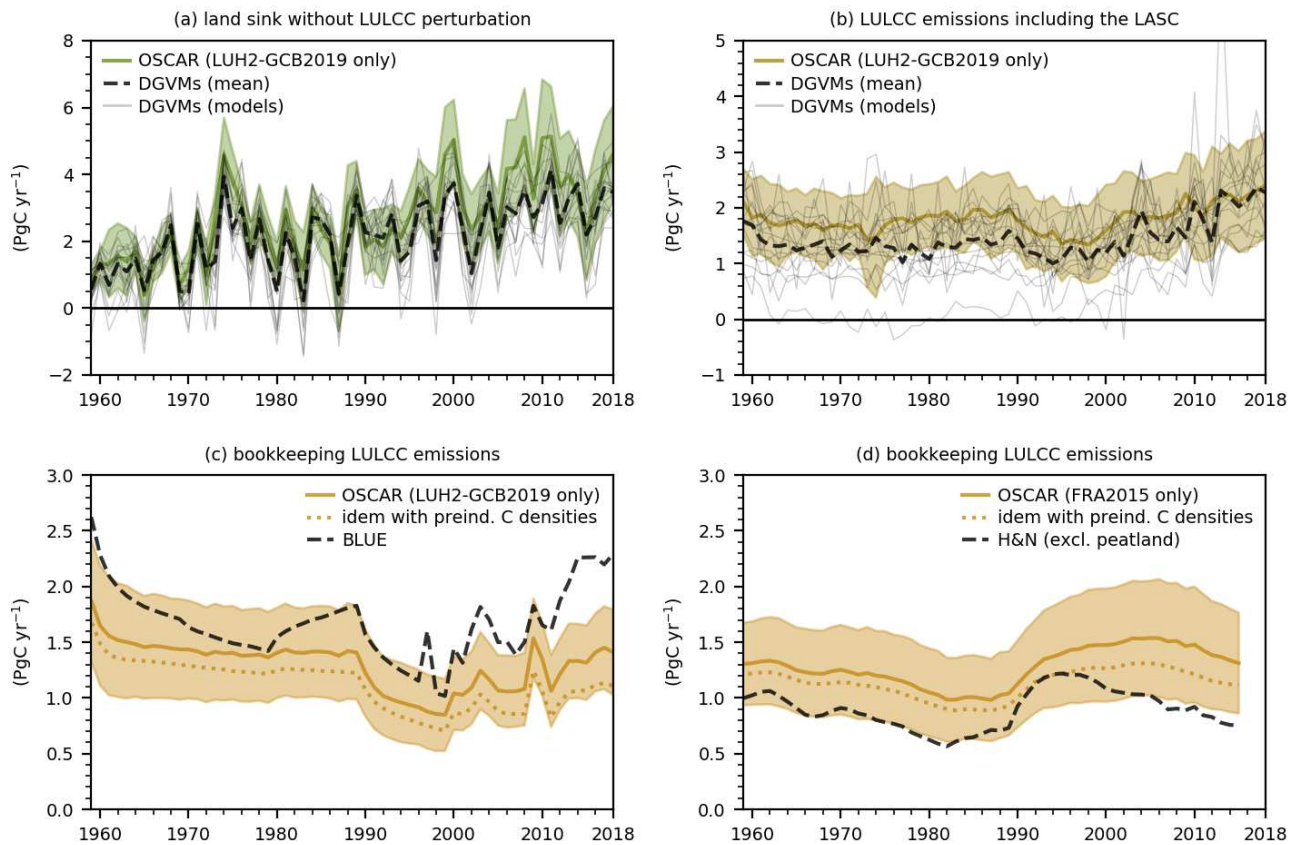 (a) land sink without LULCC perturbation
8
6
4
2
0
−2
(PgC yr⁻¹)
OSCAR (LUH2-GCB2019 only)
DGVMs (mean)
DGVMs (models)
1960 1970 1980 1990 2000 2010 2018
(b) LULCC emissions including the LASC
5
4
3
2
1
0
−1
(PgC yr⁻¹)
OSCAR (LUH2-GCB2019 only)
DGVMs (mean)
DGVMs (models)
1960 1970 1980 1990 2000 2010 2018
(c) bookkeeping LULCC emissions
3.0
2.5
2.0
1.5
1.0
0.5
0.0
(PgC yr⁻¹)
OSCAR (LUH2-GCB2019 only)
idem with preind. C densities
BLUE
1960 1970 1980 1990 2000 2010 2018
(d) bookkeeping LULCC emissions
3.0
2.5
2.0
1.5
1.0
0.5
0.0
(PgC yr⁻¹)
OSCAR (FRA2015 only)
idem with preind. C densities
H&N (excl. peatland)
1960 1970 1980 1990 2000 2010 2018